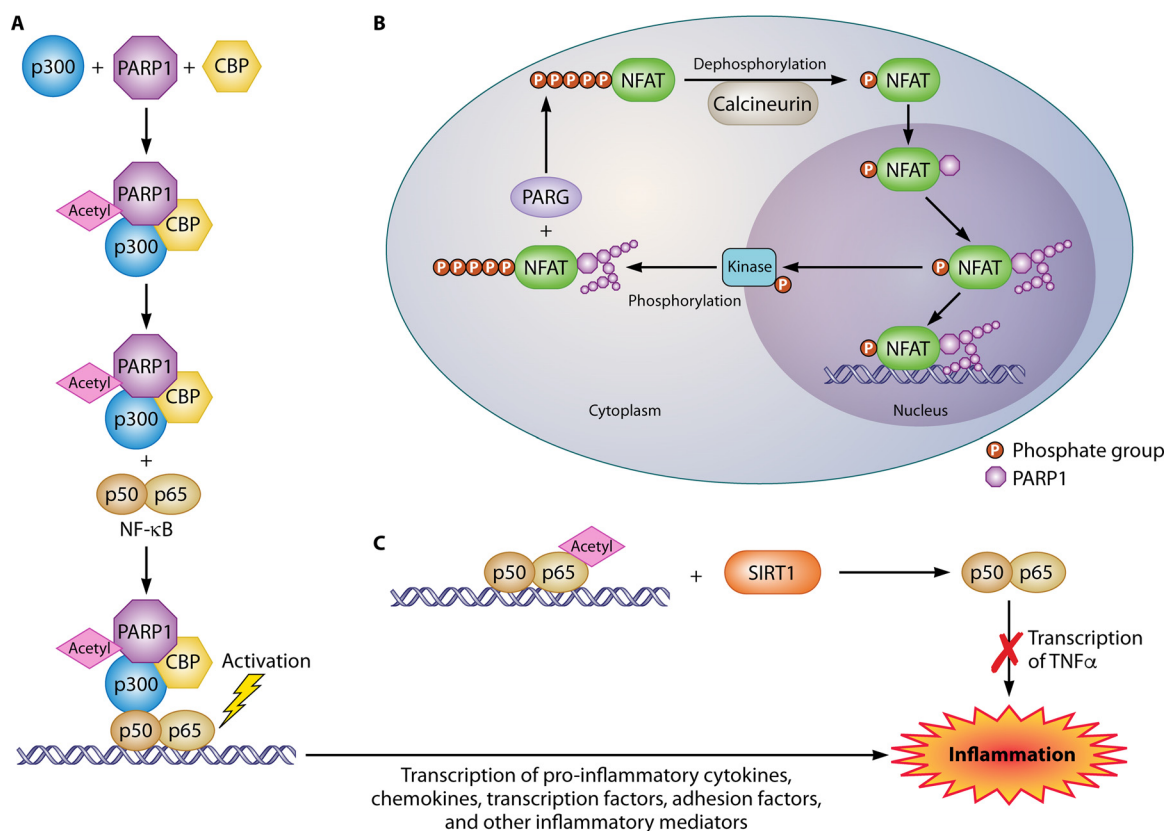 A
p300 + PARP1 + CBP
PARP1
Acetyl
CBP
p300
PARP1
Acetyl
CBP
p300
+
p50 p65
NF-κB
PARP1
Acetyl
CBP
p300
Activation
p50 p65
Transcription of pro-inflammatory cytokines,
chemokines, transcription factors, adhesion factors,
and other inflammatory mediators
B
P P P P P NFAT
Dephosphorylation
Calcineurin
P NFAT
P NFAT
PARG
+
P P P P P NFAT
Phosphorylation
Kinase
P
P NFAT
P NFAT
Cytoplasm
Nucleus
P Phosphate group
PARP1
C
Acetyl
p50 p65
+
SIRT1
p50 p65
Transcription
of TNFα
Inflammation